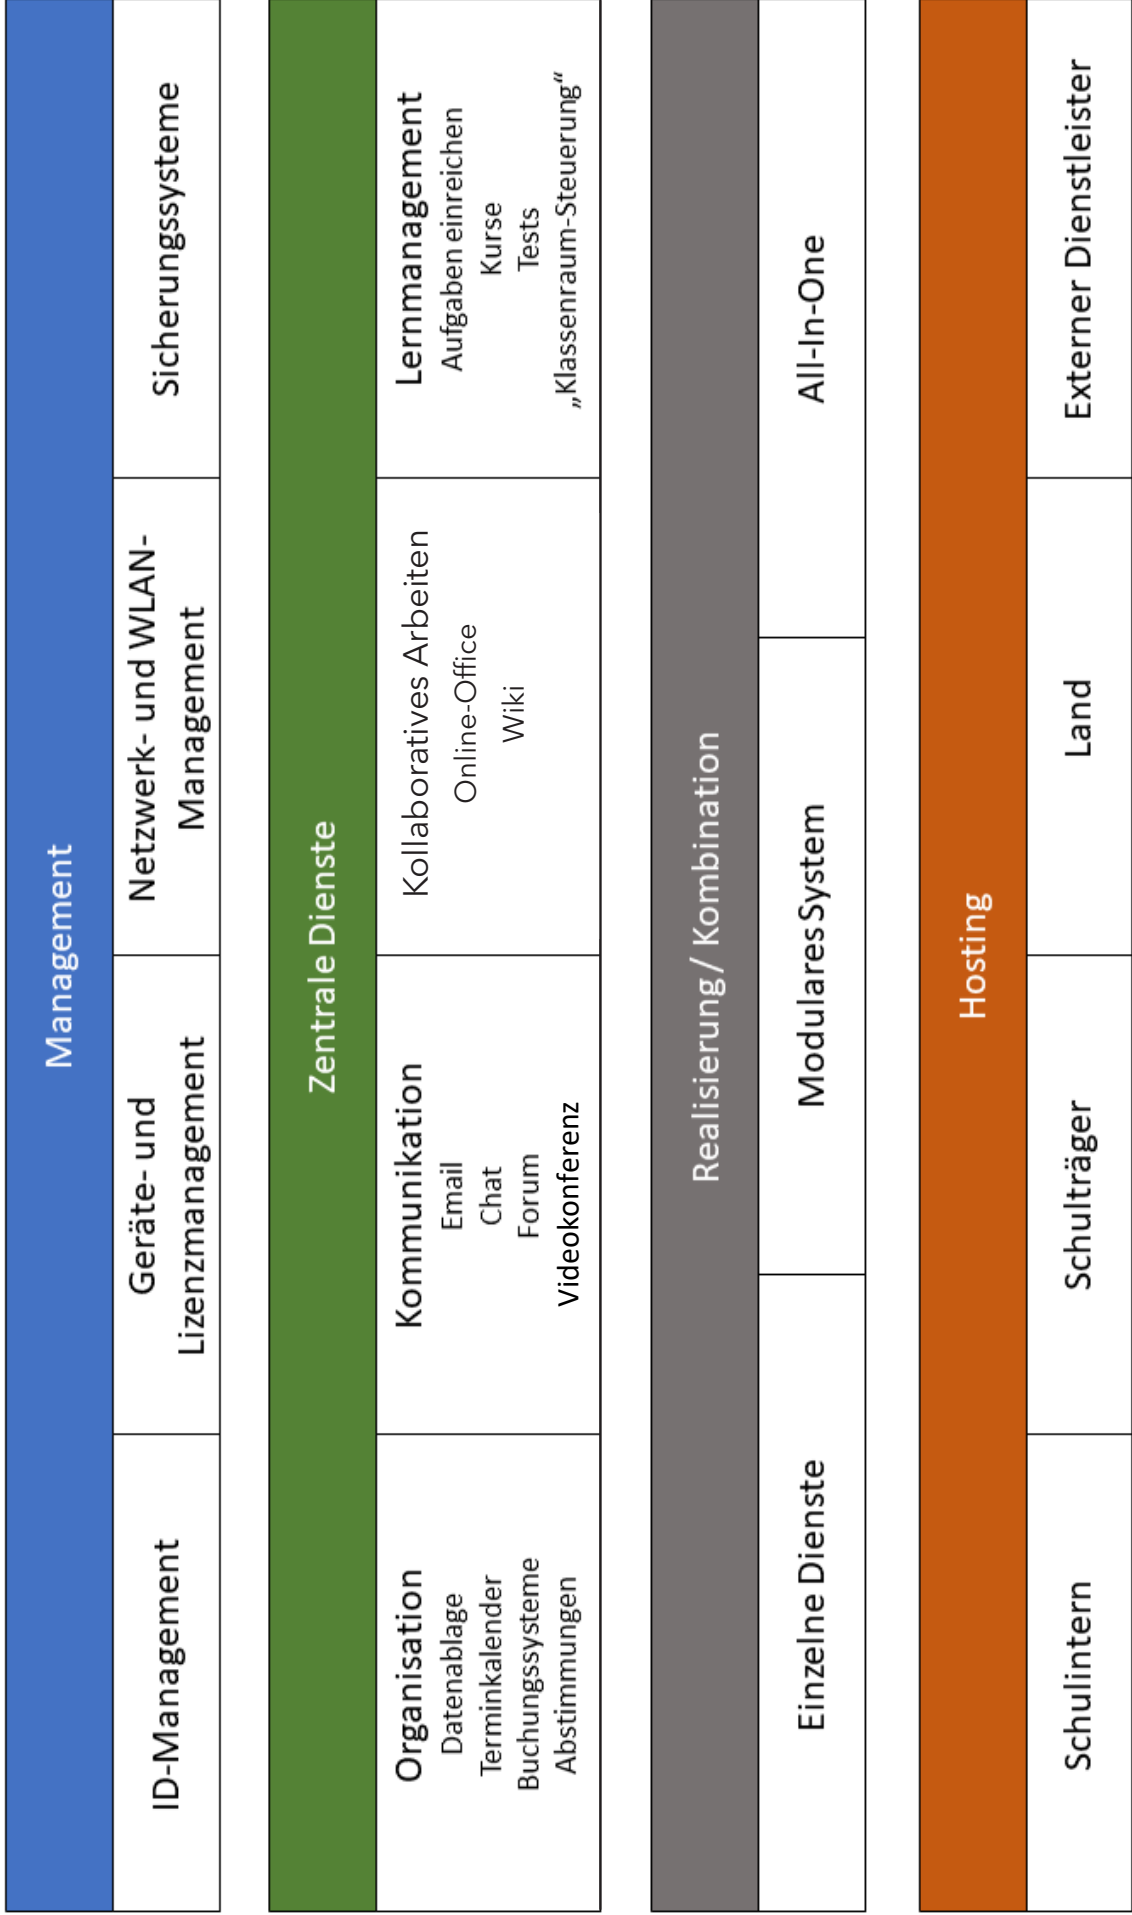 Management
ID-Management
Geräte- und
Lizenzmanagement
Netzwerk- und WLAN-
Management
Sicherungssysteme
Zentrale Dienste
Organisation
Datenablage
Terminkalender
Buchungssysteme
Abstimmungen
Kommunikation
Email
Chat
Forum
Videokonferenz
Kollaboratives Arbeiten
Online-Office
Wiki
Lernmanagement
Aufgaben einreichen
Kurse
Tests
„Klassenraum-Steuerung“
Realisierung/ Kombination
Einzelne Dienste
Modulares System
All-In-One
Hosting
Schulintern
Schulträger
Land
Externer Dienstleister